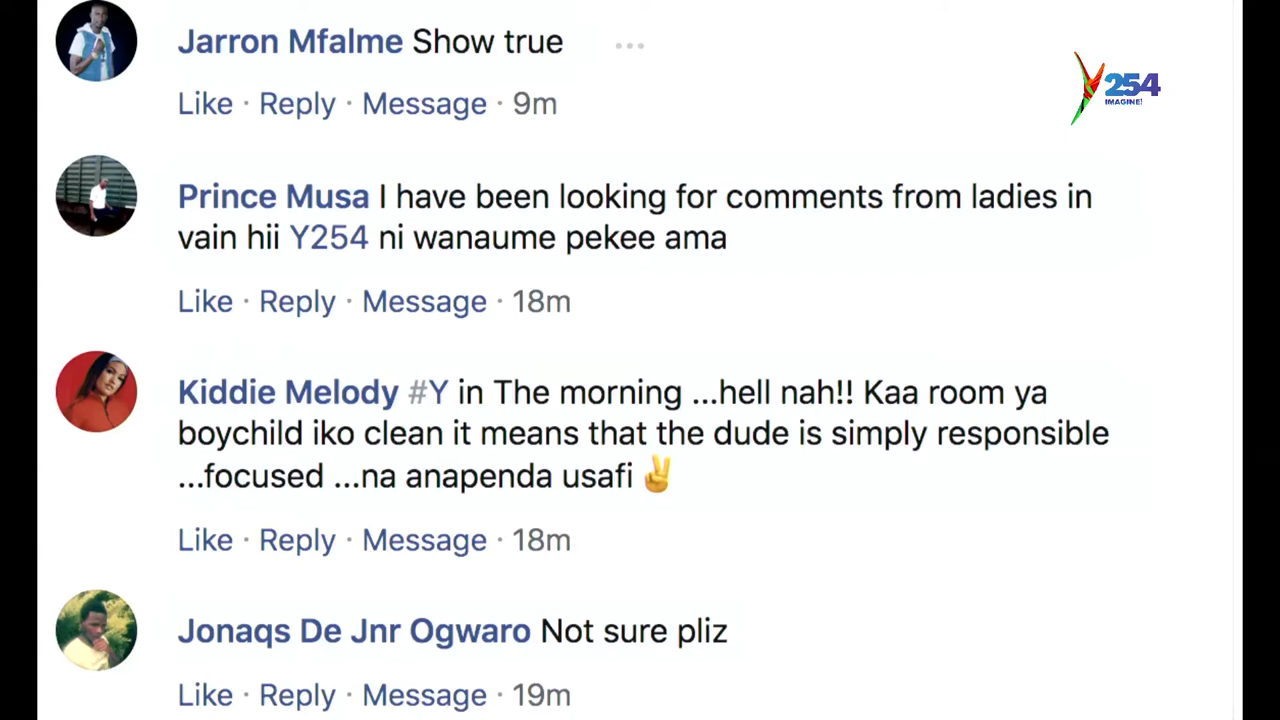 Jarron Mfalme Show true ...
Like · Reply · Message · 9m
Y254
IMAGINE!
Prince Musa I have been looking for comments from ladies in
vain hii Y254 ni wanaume pekee ama
Like · Reply · Message · 18m
Kiddie Melody #Y in The morning ...hell nah!! Kaa room ya
boychild iko clean it means that the dude is simply responsible
...focused ...na anapenda usafi ✌️
Like · Reply · Message · 18m
Jonaqs De Jnr Ogwaro Not sure pliz
Like · Reply · Message · 19m